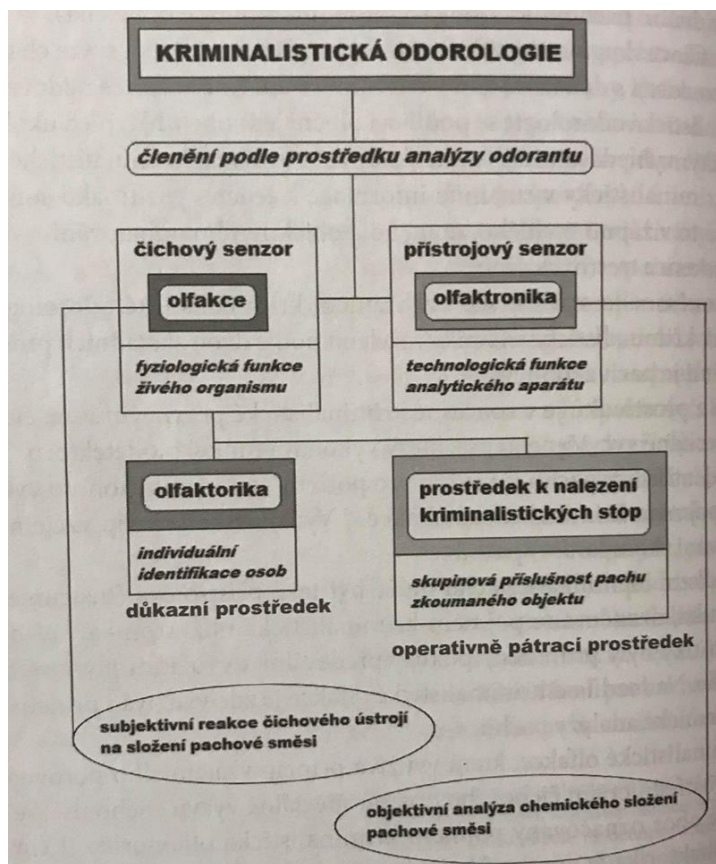 KRIMINALISTICKÁ ODOROLOGIE
členění podle prostředku analýzy odorantu
čichový senzor
olfakce
fyziologická funkce
živého organismu
přístrojový senzor
olfaktronika
technologická funkce
analytického aparátu
olfaktorika
individuální
identifikace osob
důkazní prostředek
prostředek k nalezení
kriminalistických stop
skupinová příslušnost pachu
zkoumaného objektu
operativně pátrací prostředek
subjektivní reakce čichového ústrojí
na složení pachové směsi
objektivní analýza chemického složení
pachové směsi